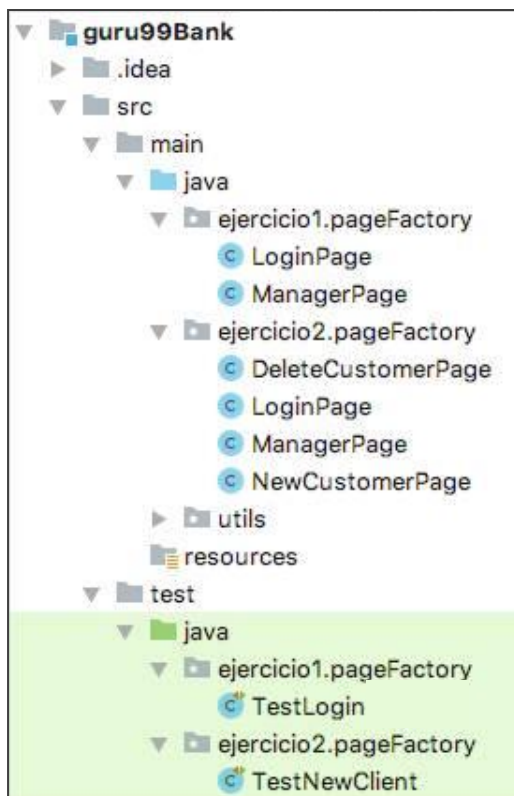 guru99Bank
.idea
src
main
java
ejercicio1.pageFactory
LoginPage
ManagerPage
ejercicio2.pageFactory
DeleteCustomerPage
LoginPage
ManagerPage
NewCustomerPage
utils
resources
test
java
ejercicio1.pageFactory
TestLogin
ejercicio2.pageFactory
TestNewClient